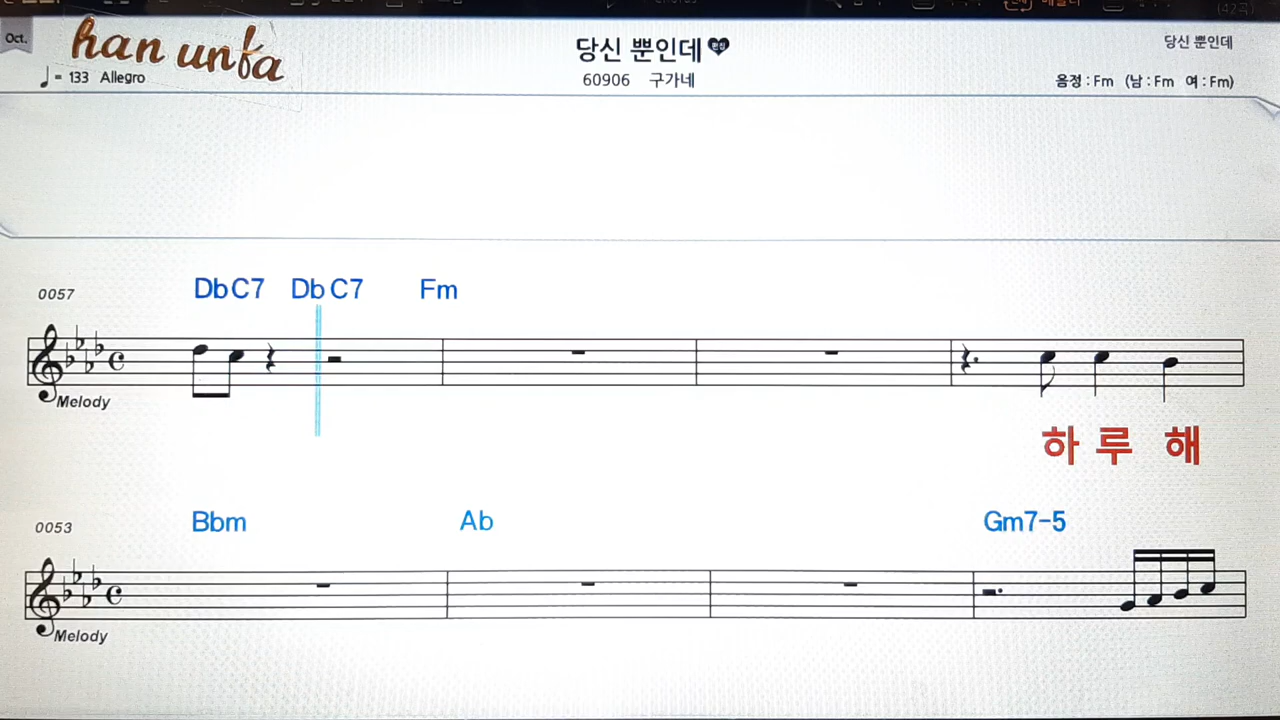 Oct.
han unfa
♩ = 133 Allegro
당신 뿐인데
편집
60906 구가네
당신 뿐인데
음정 : Fm (남 : Fm 여 : Fm)
0057
Db C7 Db C7 Fm
Melody
하 루 해
0053
Bbm Ab Gm7-5
Melody